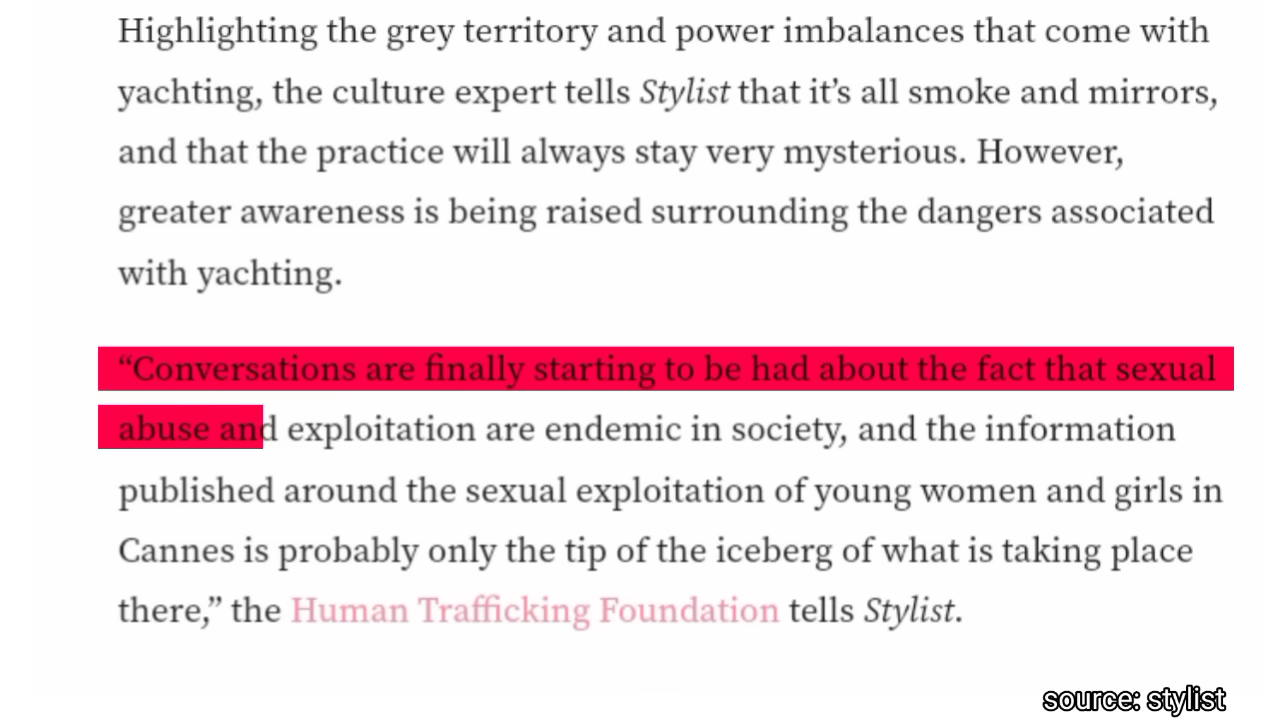 Highlighting the grey territory and power imbalances that come with
yachting, the culture expert tells Stylist that it’s all smoke and mirrors,
and that the practice will always stay very mysterious. However,
greater awareness is being raised surrounding the dangers associated
with yachting.
“Conversations are finally starting to be had about the fact that sexual
abuse and exploitation are endemic in society, and the information
published around the sexual exploitation of young women and girls in
Cannes is probably only the tip of the iceberg of what is taking place
there,” the Human Trafficking Foundation tells Stylist.
source: stylist